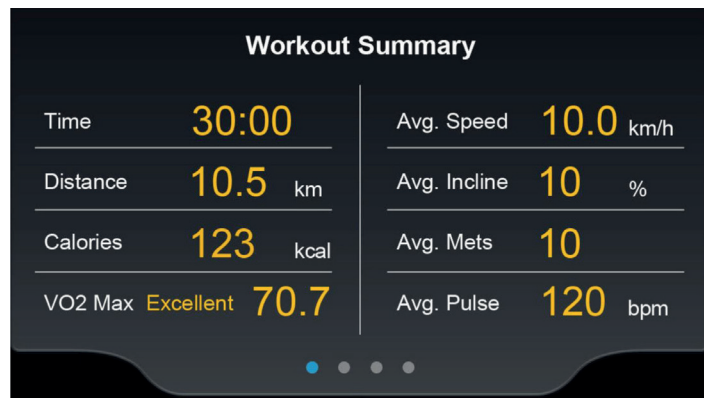 Workout Summary
Time 30:00
Distance 10.5 km
Calories 123 kcal
VO2 Max Excellent 70.7
Avg. Speed 10.0 km/h
Avg. Incline 10 %
Avg. Mets 10
Avg. Pulse 120 bpm